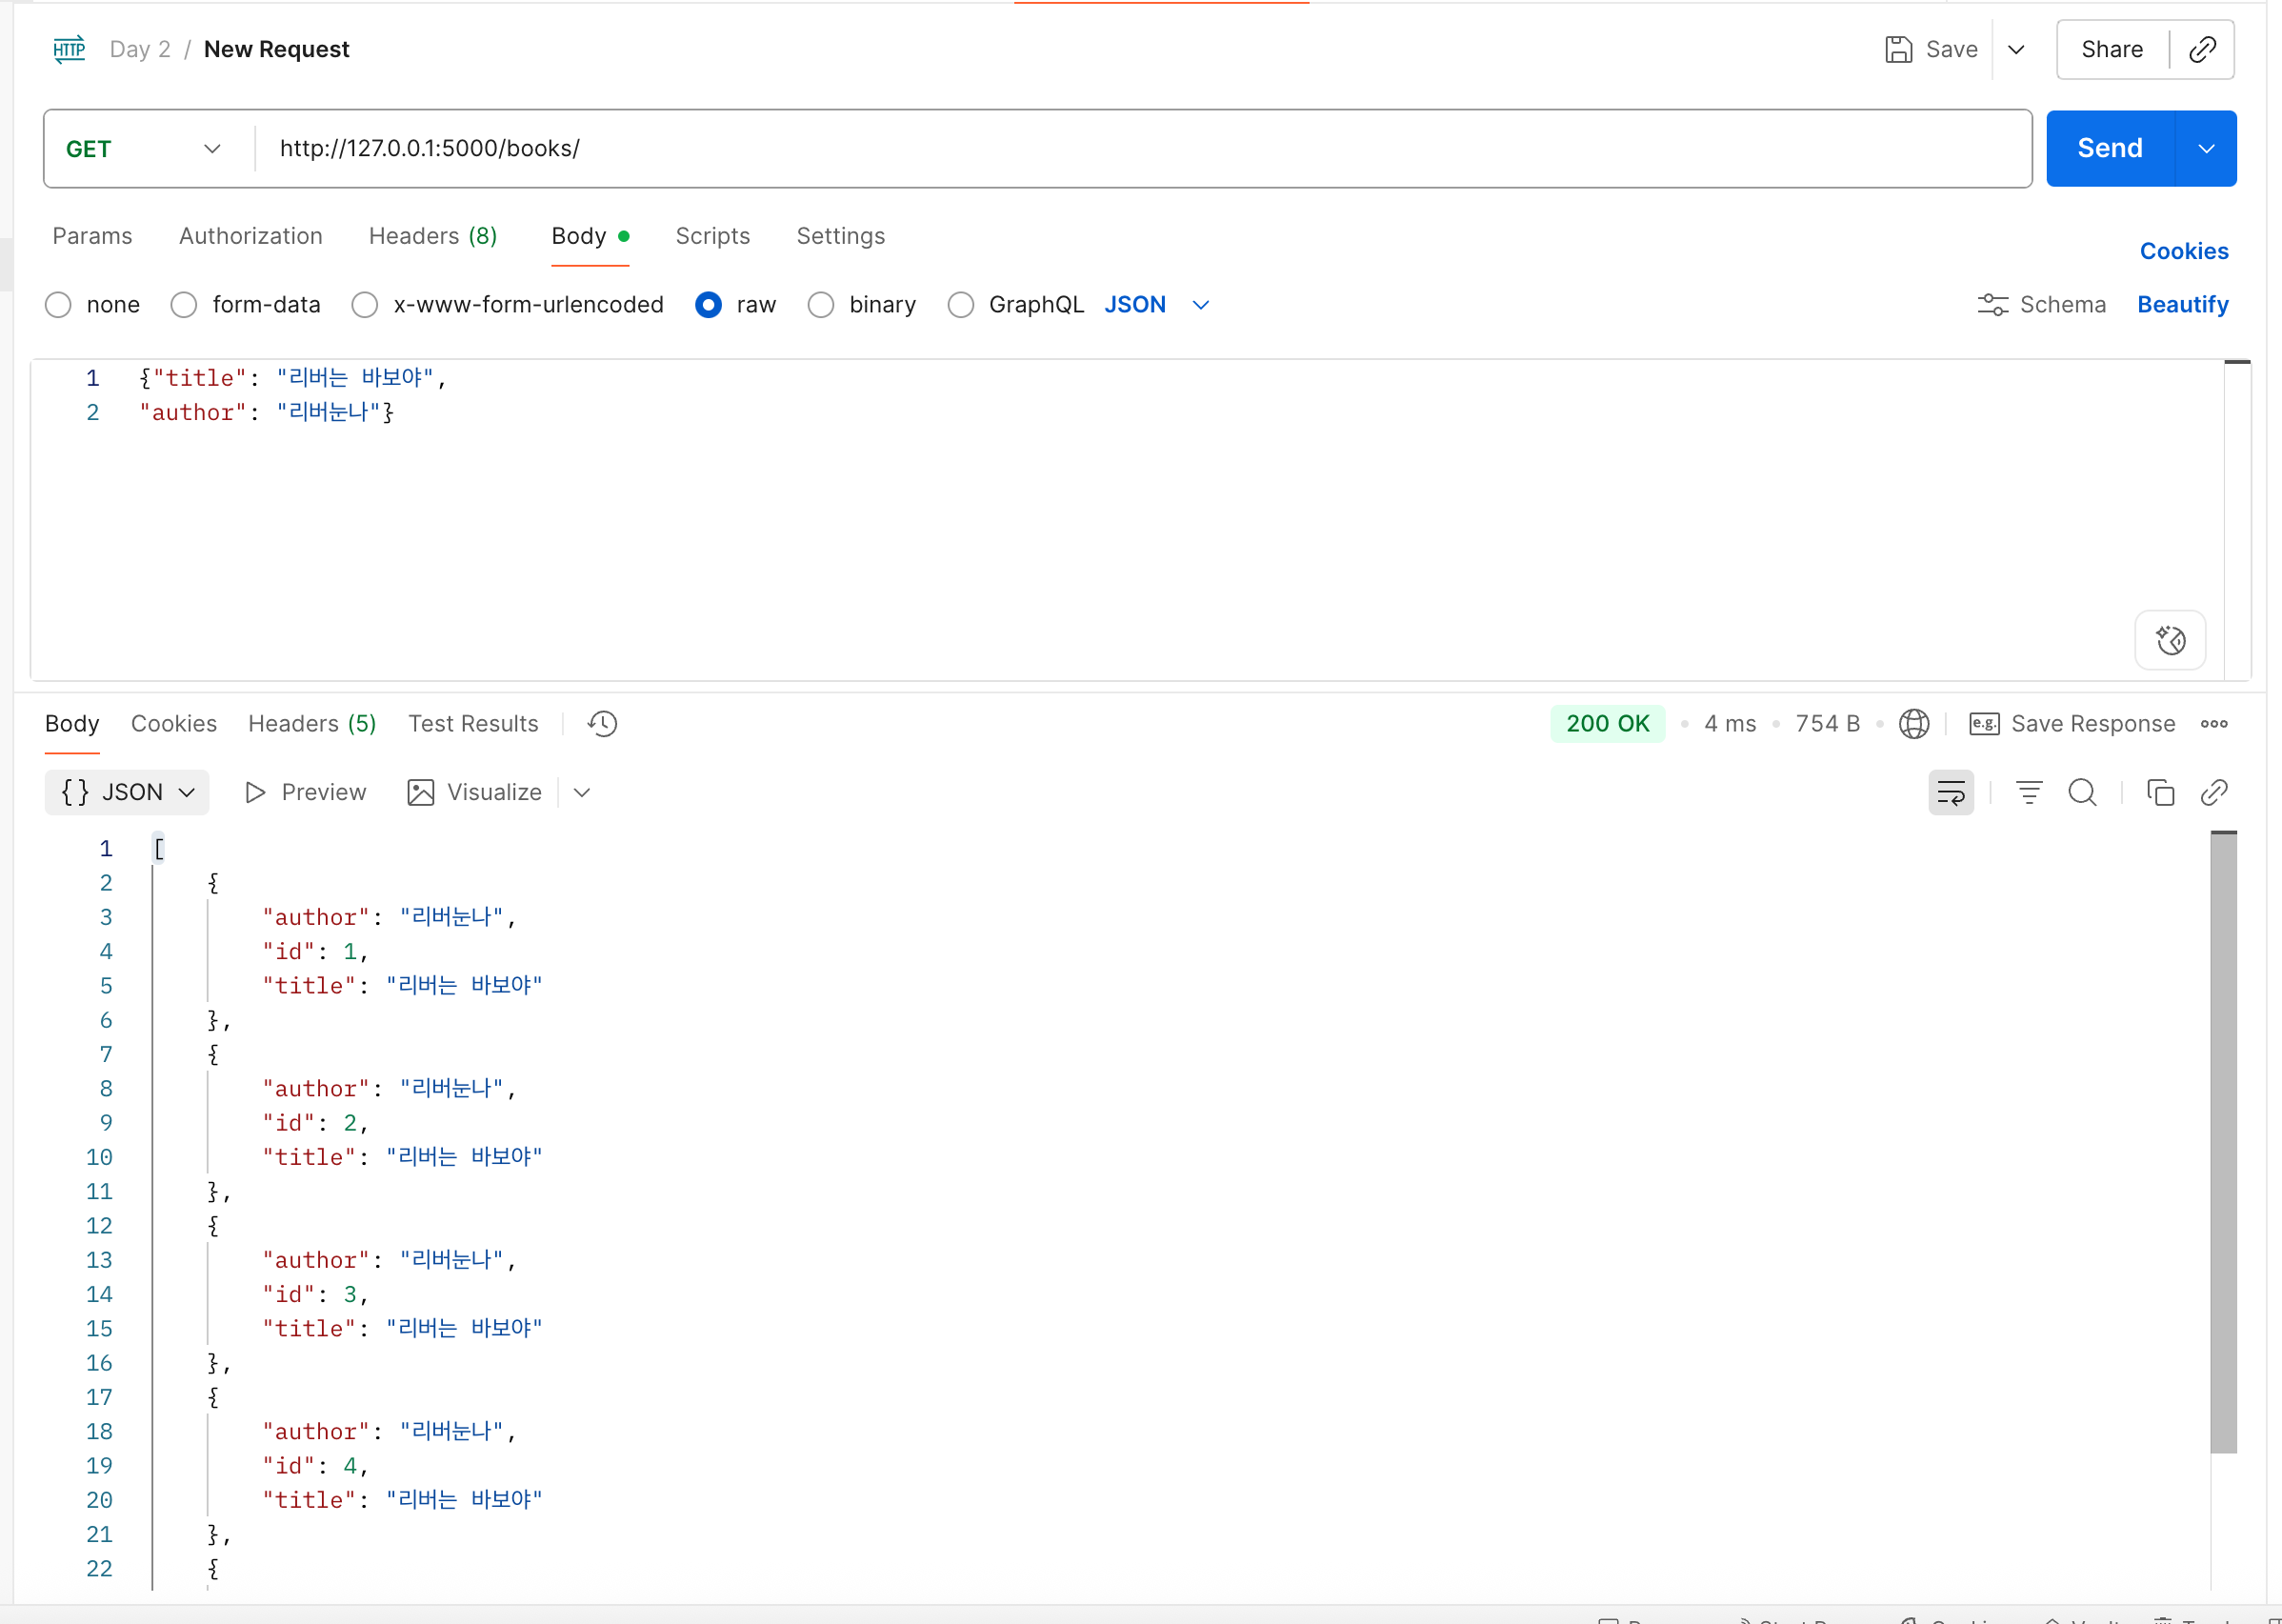 HTTP Day 2 / New Request Save Share
GET http://127.0.0.1:5000/books/ Send
Params Authorization Headers (8) Body Scripts Settings Cookies
none form-data x-www-form-urlencoded raw binary GraphQL JSON Schema Beautify
1 {"title": "리버는 바보야",
2 "author": "리버눈나"}
Body Cookies Headers (5) Test Results 200 OK • 4 ms • 754 B • e.g. Save Response
{} JSON Preview Visualize
1 [
2 {
3 "author": "리버눈나",
4 "id": 1,
5 "title": "리버는 바보야"
6 },
7 {
8 "author": "리버눈나",
9 "id": 2,
10 "title": "리버는 바보야"
11 },
12 {
13 "author": "리버눈나",
14 "id": 3,
15 "title": "리버는 바보야"
16 },
17 {
18 "author": "리버눈나",
19 "id": 4,
20 "title": "리버는 바보야"
21 },
22 {